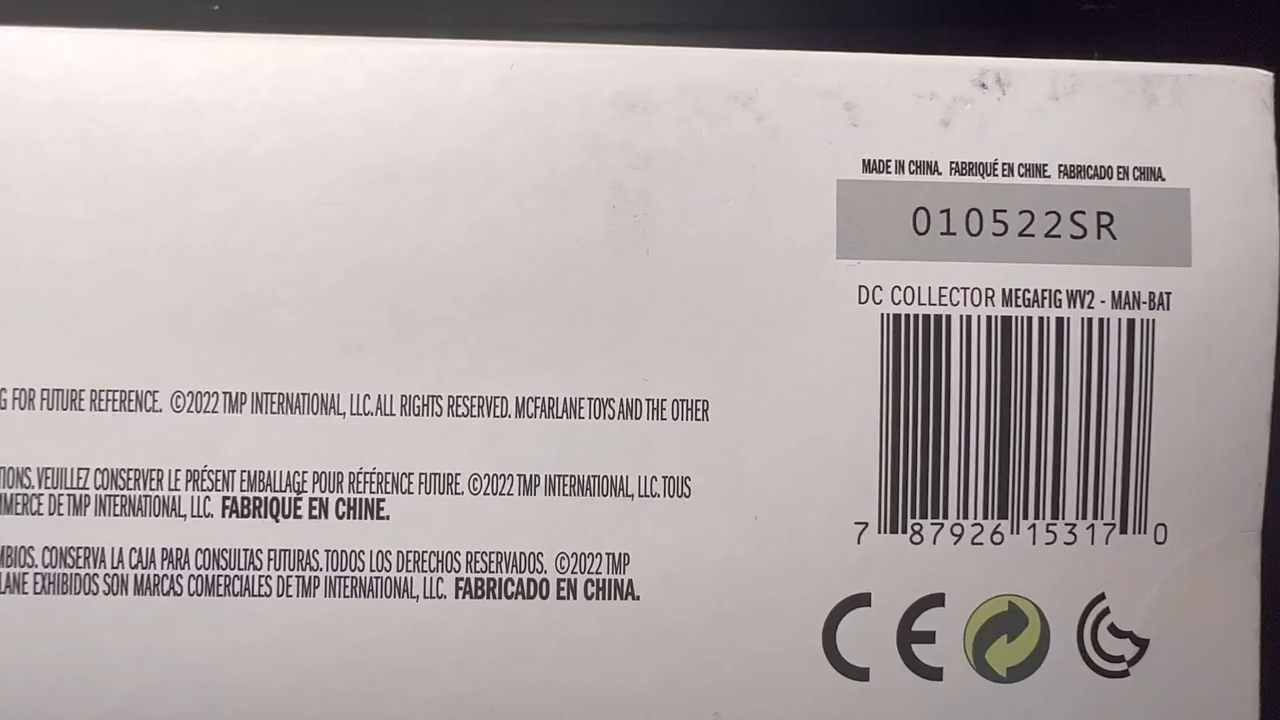 MADE IN CHINA. FABRIQUÉ EN CHINE. FABRICADO EN CHINA.
010522SR
DC COLLECTOR MEGAFIG WV2 - MAN-BAT
7 87926 15317 0
CE
G FOR FUTURE REFERENCE. ©2022 TMP INTERNATIONAL, LLC. ALL RIGHTS RESERVED. MCFARLANE TOYS AND THE OTHER
TIONS. VEUILLEZ CONSERVER LE PRÉSENT EMBALLAGE POUR RÉFÉRENCE FUTURE. ©2022 TMP INTERNATIONAL, LLC. TOUS
MMERCE DE TMP INTERNATIONAL, LLC. FABRIQUÉ EN CHINE.
MBIOS. CONSERVA LA CAJA PARA CONSULTAS FUTURAS. TODOS LOS DERECHOS RESERVADOS. ©2022 TMP
LANE EXHIBIDOS SON MARCAS COMERCIALES DE TMP INTERNATIONAL, LLC. FABRICADO EN CHINA.